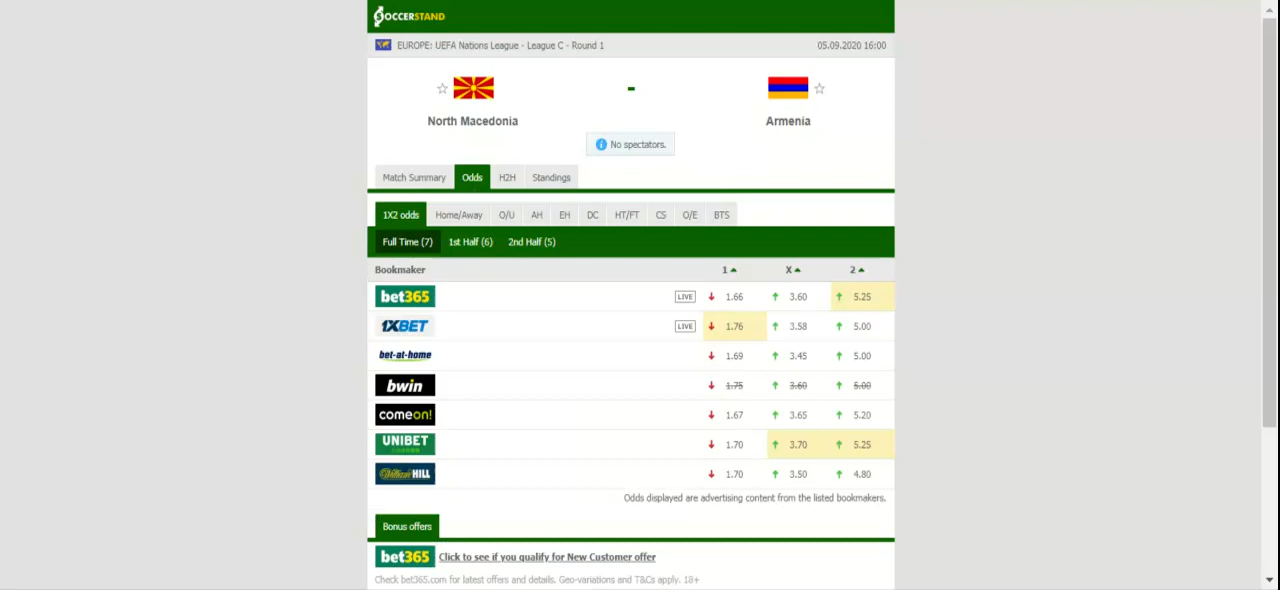 SOCCERSTAND
EUROPE: UEFA Nations League - League C - Round 1 05.09.2020 16:00
-
North Macedonia Armenia
No spectators.
Match Summary Odds H2H Standings
1X2 odds Home/Away O/U AH EH DC HT/FT CS O/E BTS
Full Time (7) 1st Half (6) 2nd Half (5)
Bookmaker 1 X 2
bet365 LIVE 1.66 3.60 5.25
1XBET LIVE 1.76 3.58 5.00
bet-at-home 1.69 3.45 5.00
bwin 1.75 3.60 5.00
comeon! 1.67 3.65 5.20
UNIBET 1.70 3.70 5.25
William HILL 1.70 3.50 4.80
Odds displayed are advertising content from the listed bookmakers.
Bonus offers
bet365 Click to see if you qualify for New Customer offer
Check bet365.com for latest offers and details. Geo-variations and T&Cs apply. 18+